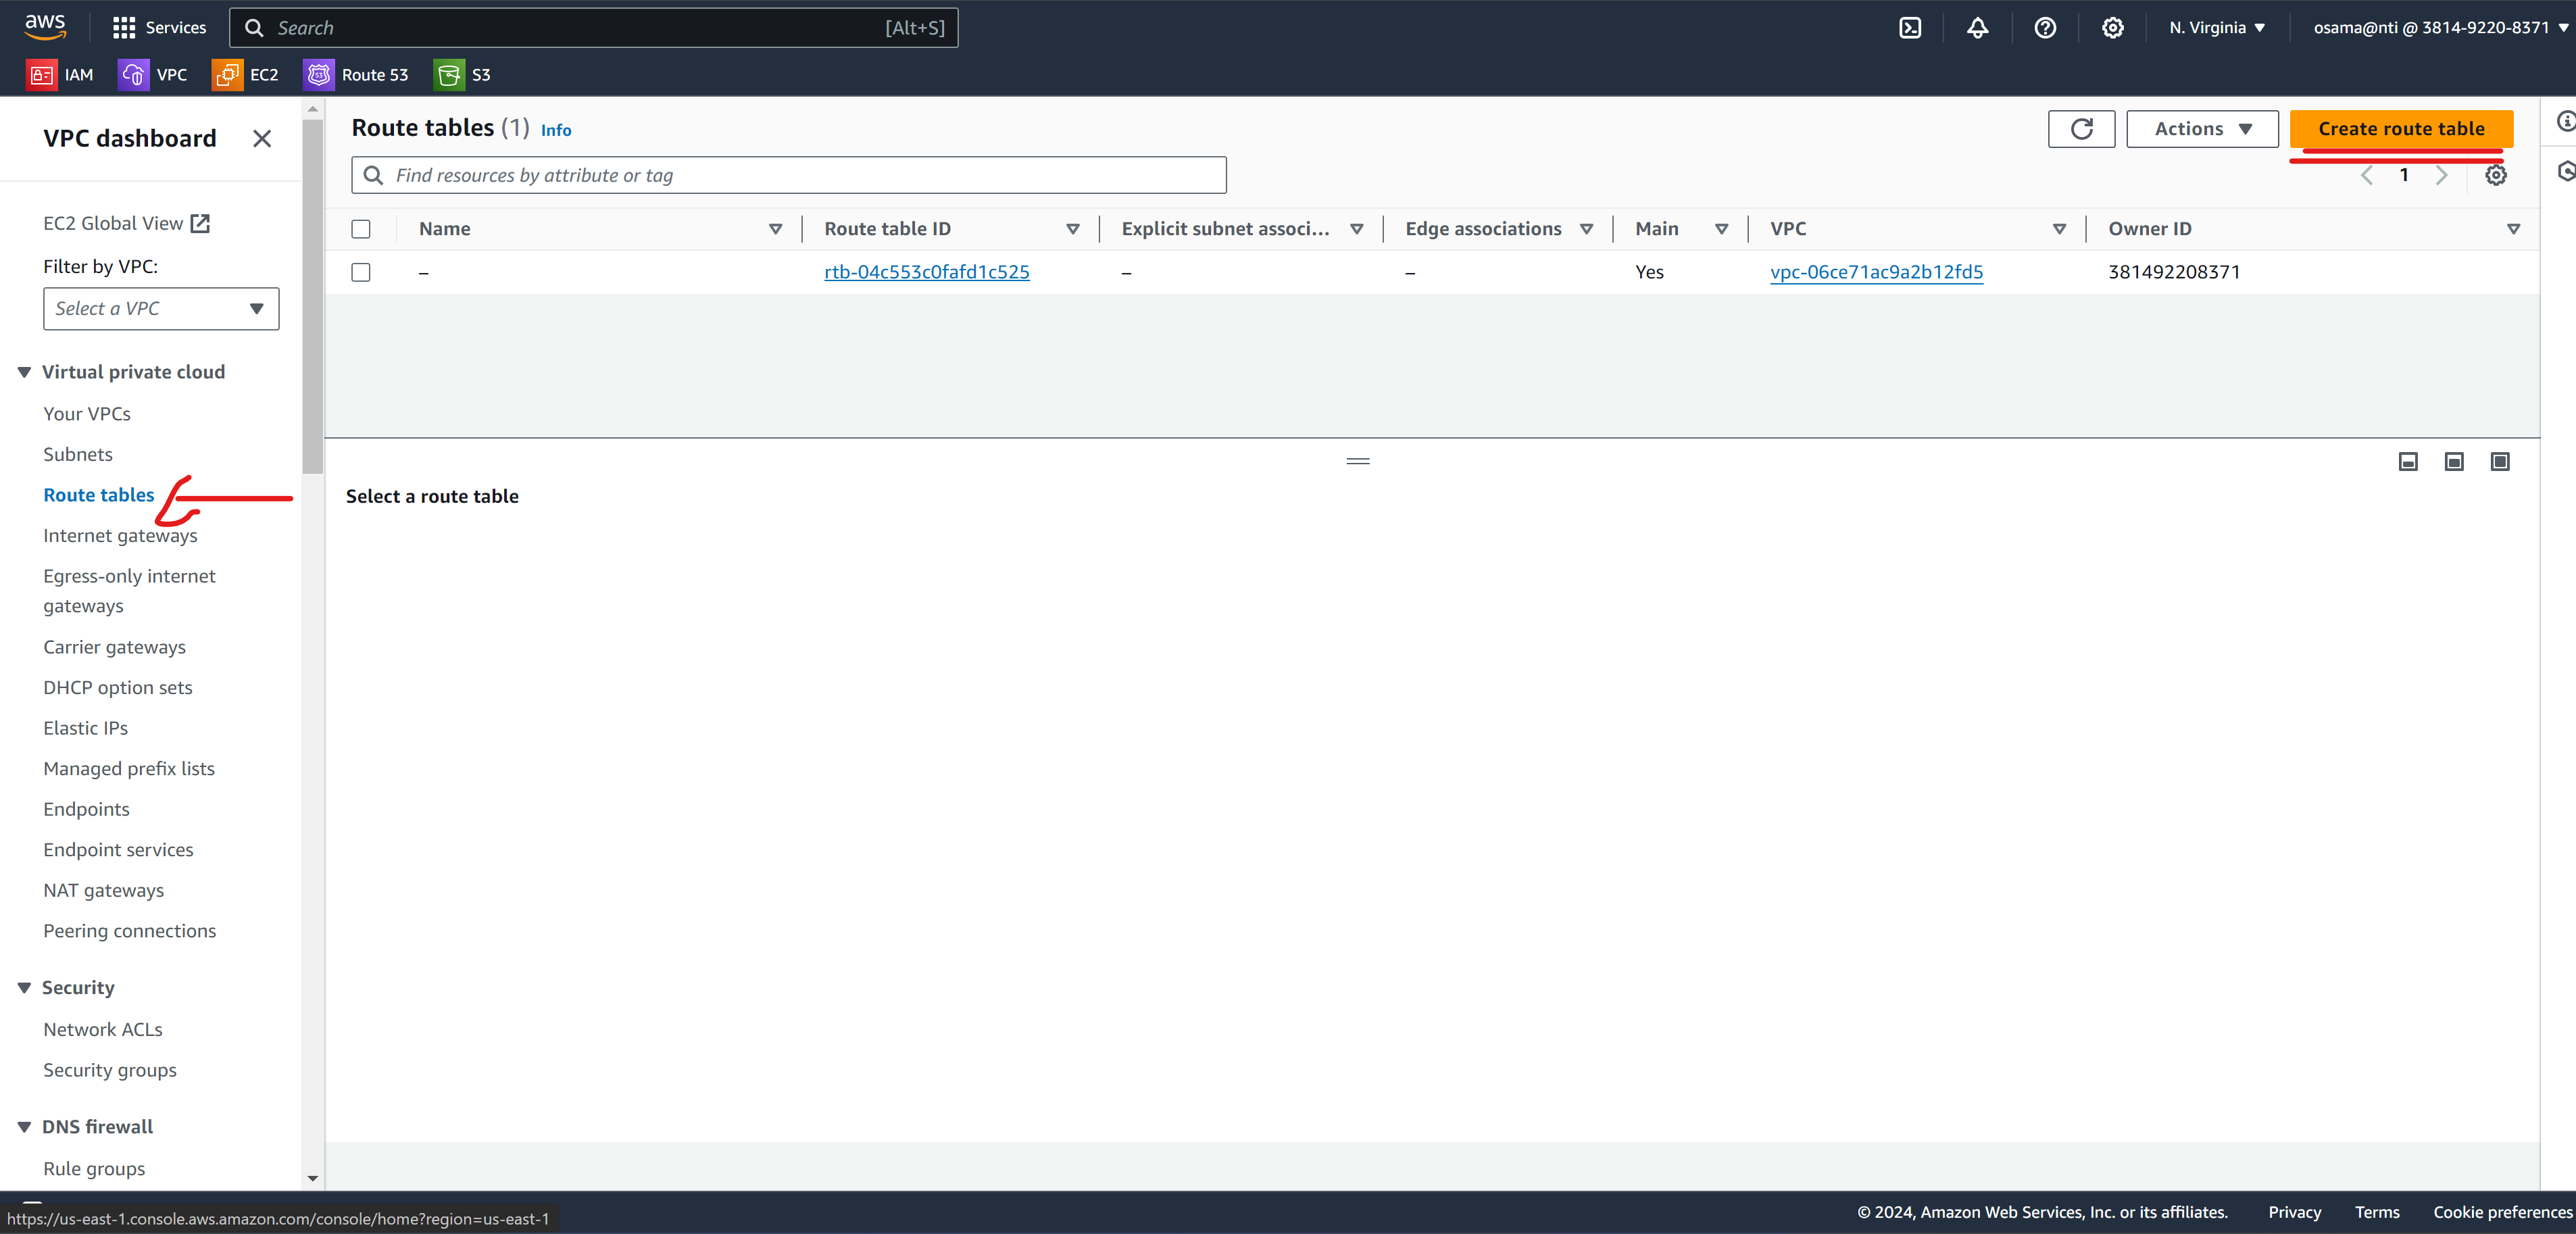 aws
Services
Search
[Alt+S]
N. Virginia
osama@nti @ 3814-9220-8371
IAM
VPC
EC2
53
Route 53
S3
VPC dashboard
EC2 Global View
Filter by VPC:
Select a VPC
Virtual private cloud
Your VPCs
Subnets
Route tables
Internet gateways
Egress-only internet
gateways
Carrier gateways
DHCP option sets
Elastic IPs
Managed prefix lists
Endpoints
Endpoint services
NAT gateways
Peering connections
Security
Network ACLs
Security groups
DNS firewall
Rule groups
Route tables (1) Info
Actions
Create route table
Find resources by attribute or tag
1
Name
Route table ID
Explicit subnet associ...
Edge associations
Main
VPC
Owner ID
–
rtb-04c553c0fafd1c525
–
–
Yes
vpc-06ce71ac9a2b12fd5
381492208371
Select a route table
https://us-east-1.console.aws.amazon.com/console/home?region=us-east-1
© 2024, Amazon Web Services, Inc. or its affiliates.
Privacy
Terms
Cookie preferences